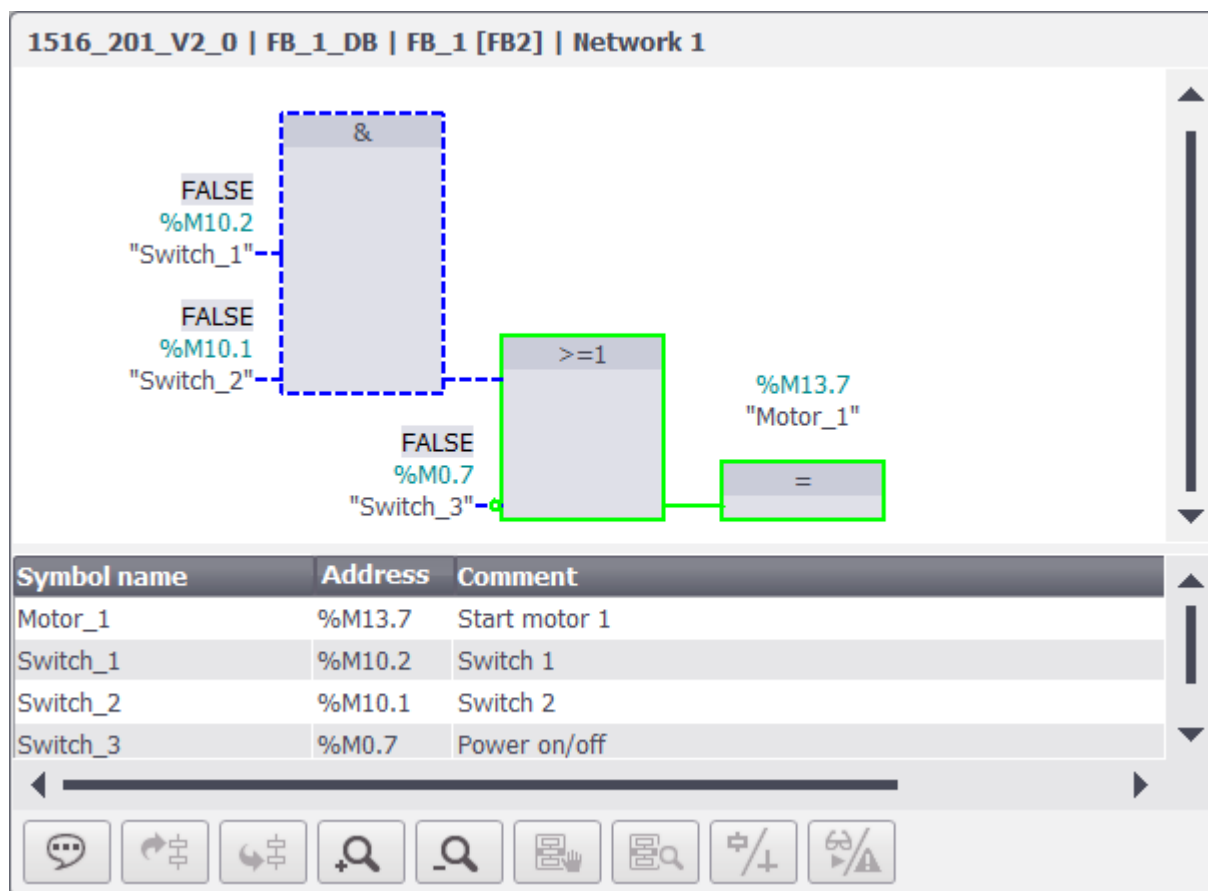 1516_201_V2_0 | FB_1_DB | FB_1 [FB2] | Network 1
&
FALSE
%M10.2
"Switch_1"
FALSE
%M10.1
"Switch_2"
>=1
%M13.7
"Motor_1"
FALSE
%M0.7
"Switch_3"
=
Symbol name Address Comment
Motor_1 %M13.7 Start motor 1
Switch_1 %M10.2 Switch 1
Switch_2 %M10.1 Switch 2
Switch_3 %M0.7 Power on/off